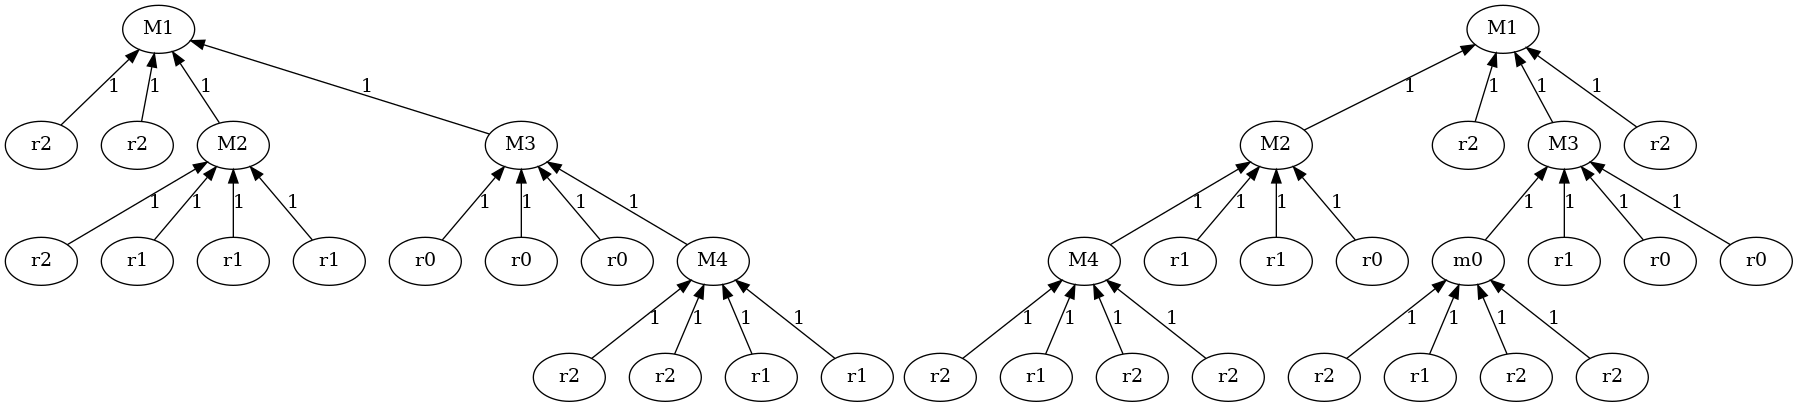 M1 M1
1 1 1 1 1 1 1 1
r2 r2 M2 M3 M2 r2 M3 r2
1 1 1 1 1 1 1 1 1 1 1 1 1 1 1 1
r2 r1 r1 r1 r0 r0 r0 M4 M4 r1 r1 r0 m0 r1 r0 r0
1 1 1 1 1 1 1 1 1 1 1 1
r2 r2 r1 r1 r2 r1 r2 r2 r2 r1 r2 r2